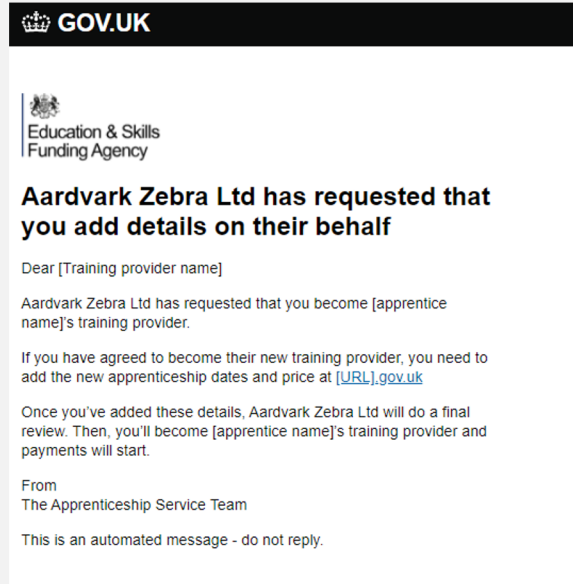 GOV.UK
Education & Skills
Funding Agency
Aardvark Zebra Ltd has requested that
you add details on their behalf
Dear [Training provider name]
Aardvark Zebra Ltd has requested that you become [apprentice
name]'s training provider.
If you have agreed to become their new training provider, you need to
add the new apprenticeship dates and price at [URL].gov.uk
Once you've added these details, Aardvark Zebra Ltd will do a final
review. Then, you'll become [apprentice name]'s training provider and
payments will start.
From
The Apprenticeship Service Team
This is an automated message - do not reply.